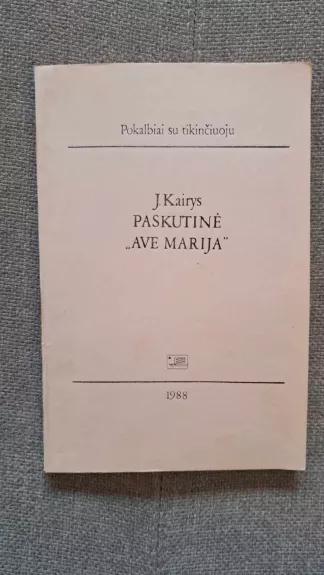 Pokalbiai su tikinčiuoju
J. Kairys
PASKUTINĖ
„AVE MARIJA"
1988